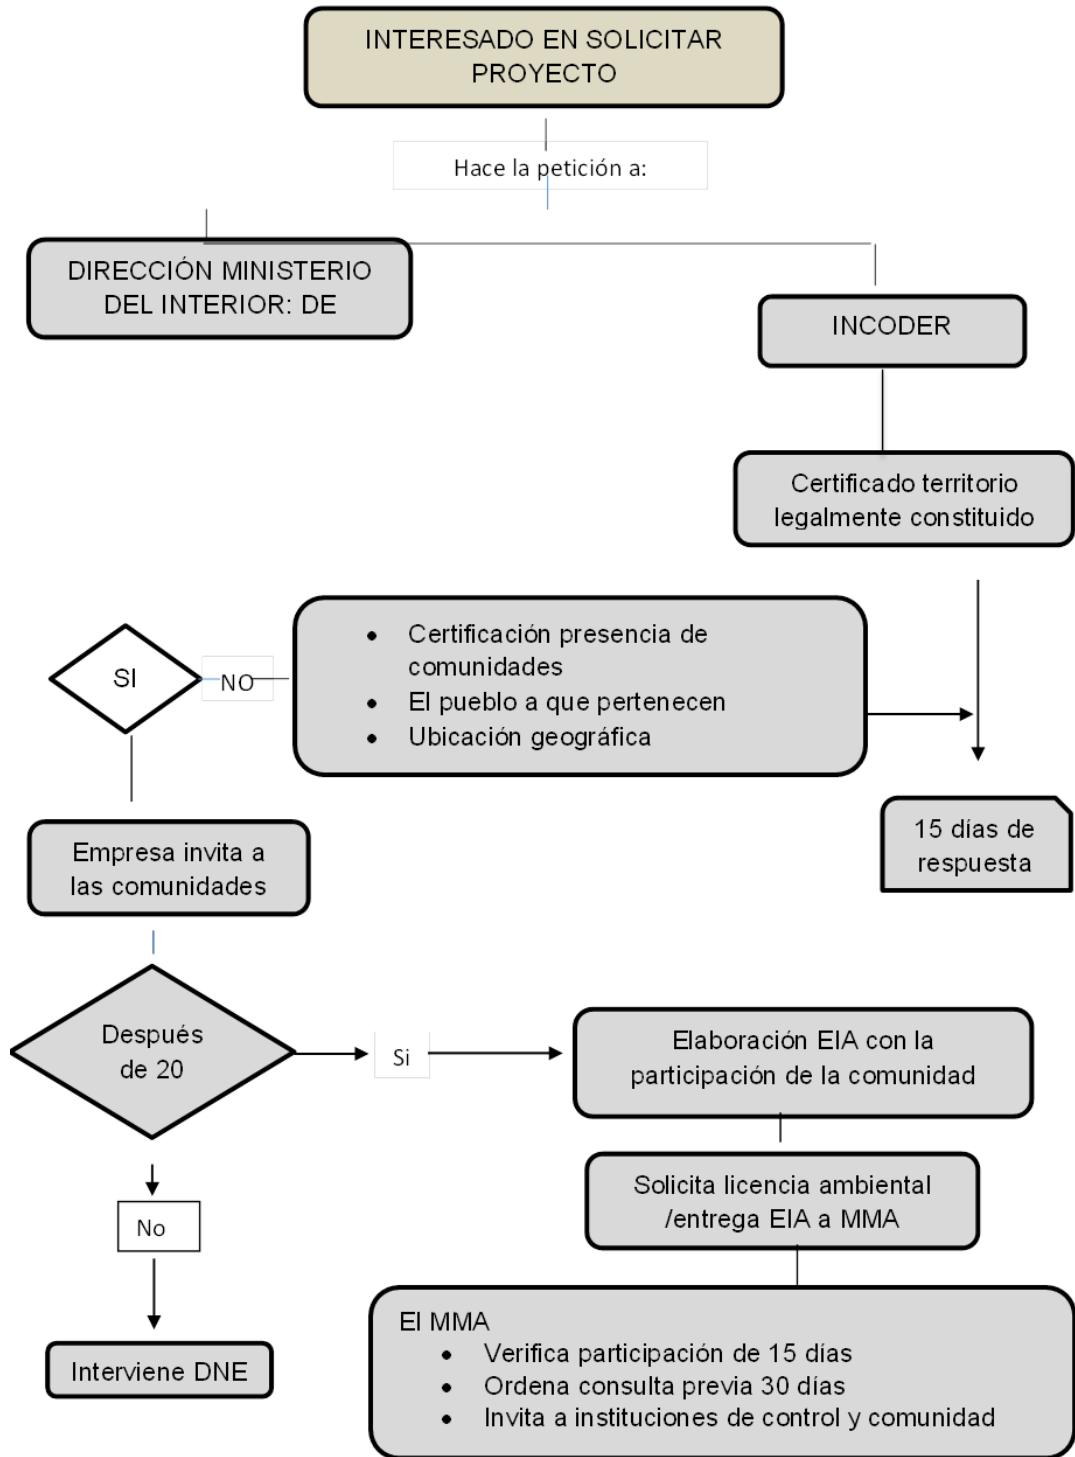 INTERESADO EN SOLICITAR
PROYECTO
Hace la petición a:
DIRECCIÓN MINISTERIO
DEL INTERIOR: DE
INCODER
Certificado territorio
legalmente constituido
• Certificación presencia de
comunidades
• El pueblo a que pertenecen
• Ubicación geográfica
SI
NO
15 días de
respuesta
Empresa invita a
las comunidades
Después
de 20
Si
Elaboración EIA con la
participación de la comunidad
No
Solicita licencia ambiental
/entrega EIA a MMA
Interviene DNE
El MMA
• Verifica participación de 15 días
• Ordena consulta previa 30 días
• Invita a instituciones de control y comunidad